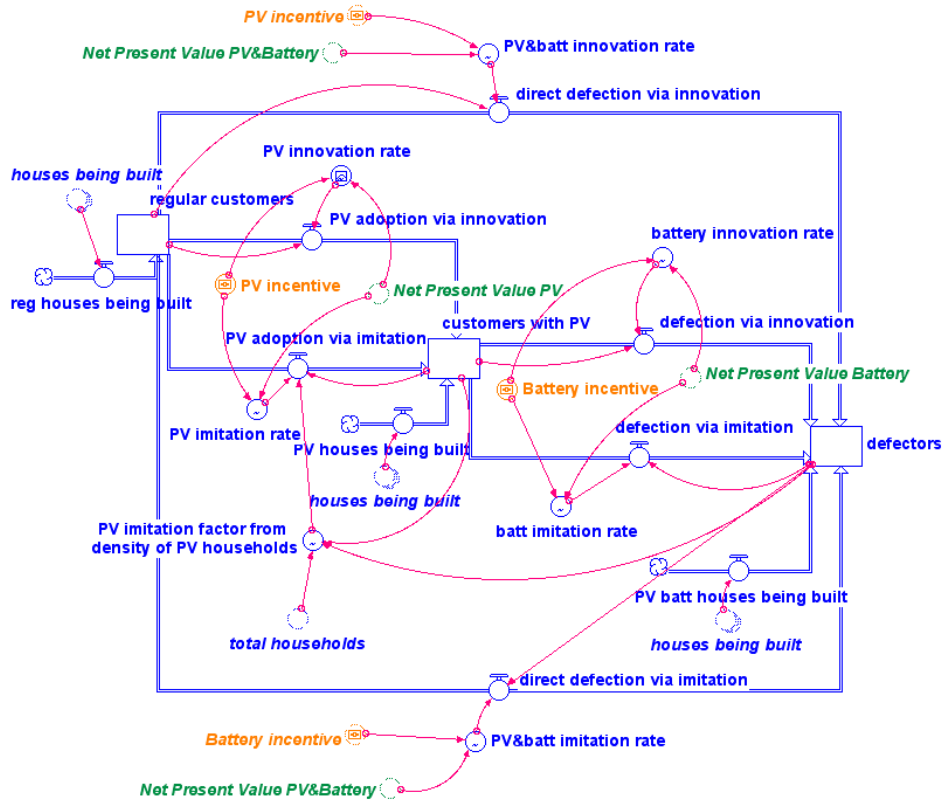 PV incentive
PV&batt innovation rate
Net Present Value PV&Battery
direct defection via innovation
PV innovation rate
houses being built
regular customers
PV adoption via innovation
battery innovation rate
PV incentive
Net Present Value PV
reg houses being built
customers with PV
defection via innovation
PV adoption via imitation
Net Present Value Battery
Battery incentive
PV imitation rate
defection via imitation
PV houses being built
defectors
houses being built
batt imitation rate
PV imitation factor from
density of PV households
PV batt houses being built
total households
houses being built
direct defection via imitation
Battery incentive
PV&batt imitation rate
Net Present Value PV&Battery